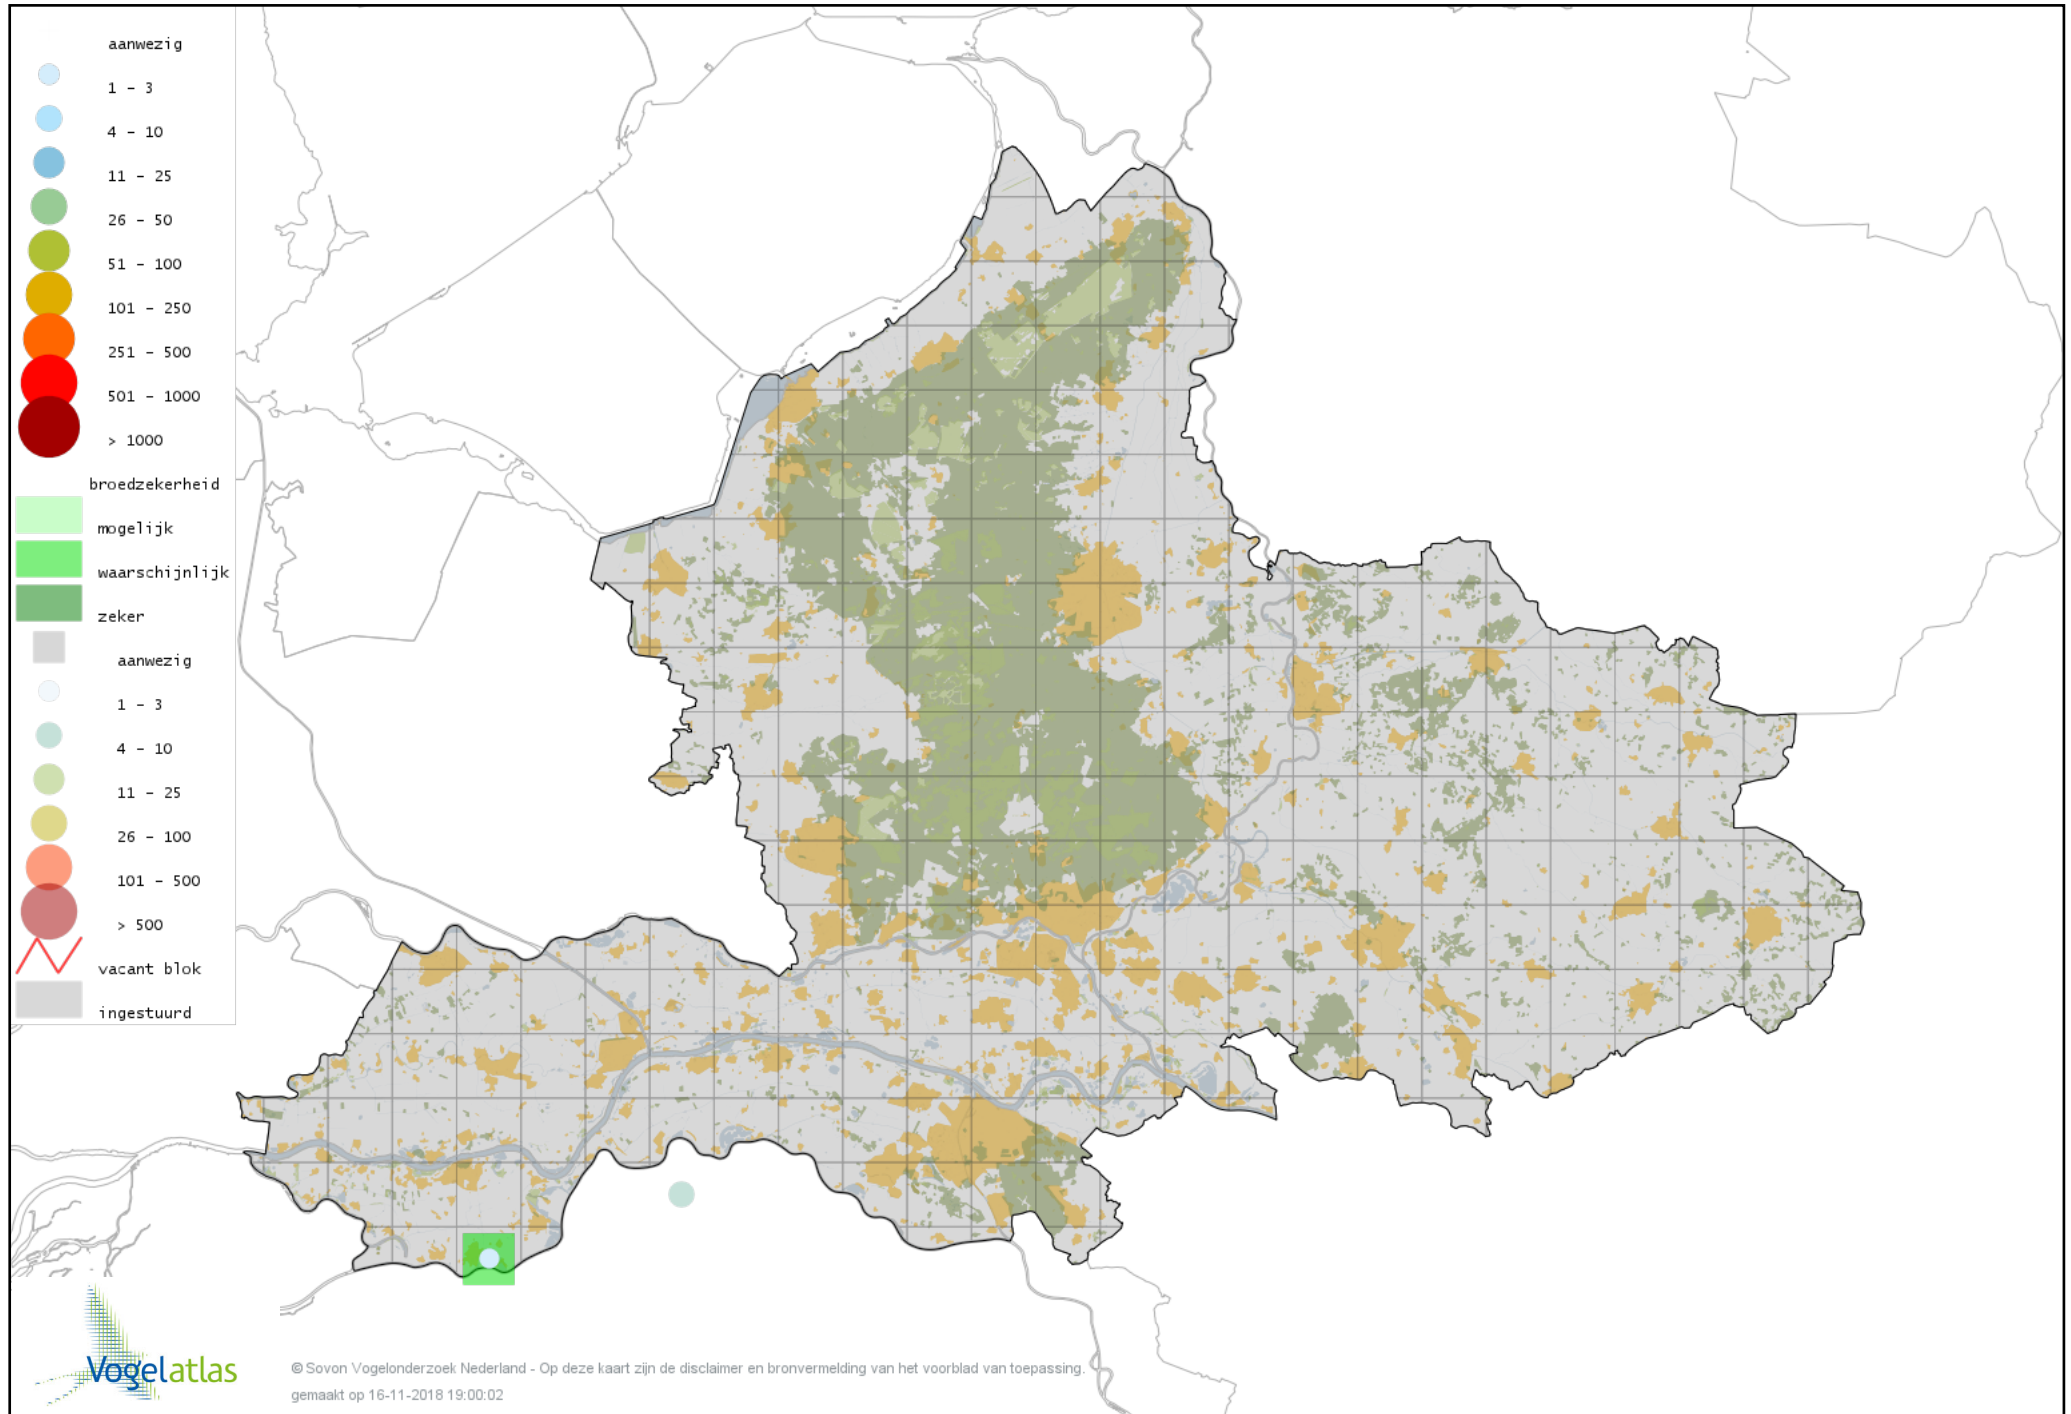 aanwezig
1 - 3
4 - 10
11 - 25
26 - 50
51 - 100
101 - 250
251 - 500
501 - 1000
> 1000
broedzekerheid
mogelijk
waarschijnlijk
zeker
aanwezig
1 - 3
4 - 10
11 - 25
26 - 100
101 - 500
> 500
vacant blok
ingestuurd
Vogelatlas
© Sovon Vogelonderzoek Nederland - Op deze kaart zijn de disclaimer en bronvermelding van het voorblad van toepassing.
gemaakt op 16-11-2018 19:00:02